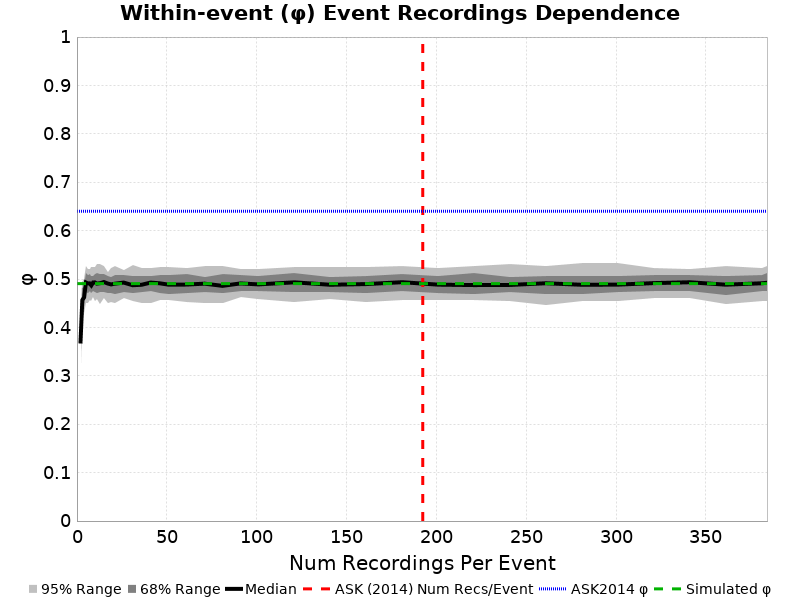 Within-event (φ) Event Recordings Dependence
1
0.9
0.8
0.7
0.6
0.5
0.4
0.3
0.2
0.1
0
φ
0 50 100 150 200 250 300 350
Num Recordings Per Event
95% Range 68% Range Median ASK (2014) Num Recs/Event ASK2014 φ Simulated φ